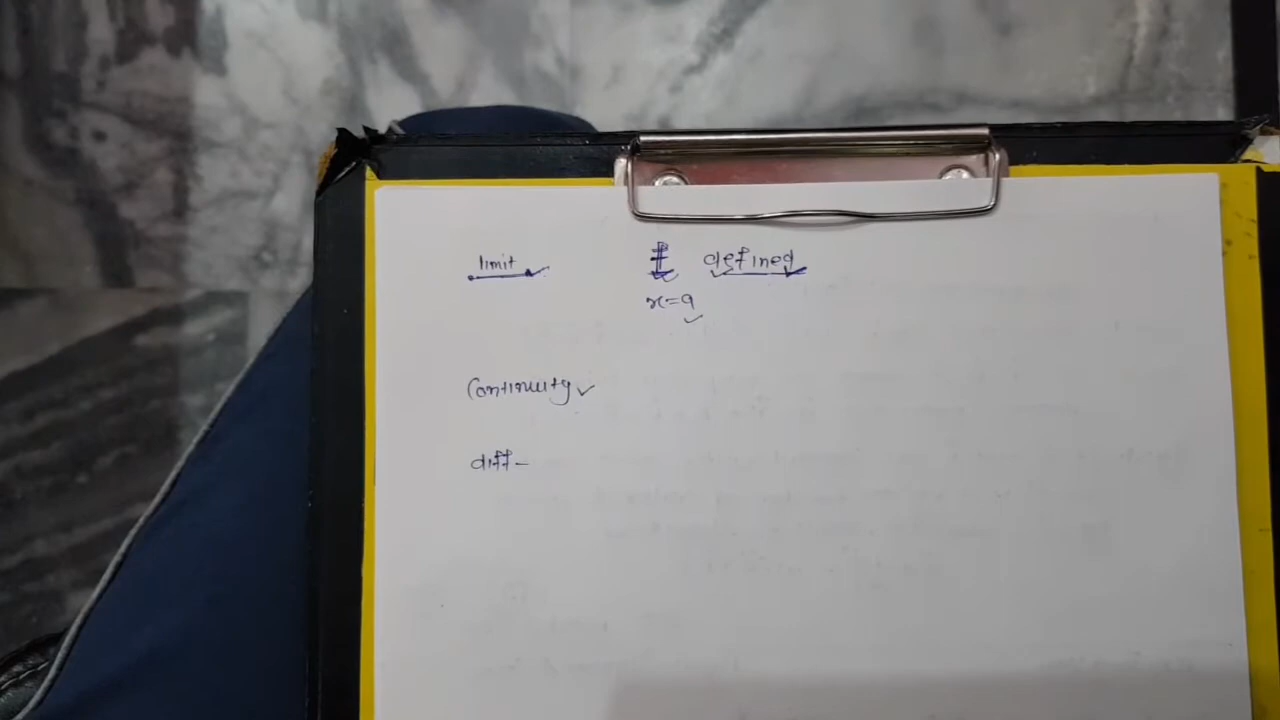 limit f defined
x=a
Continuity
diff-